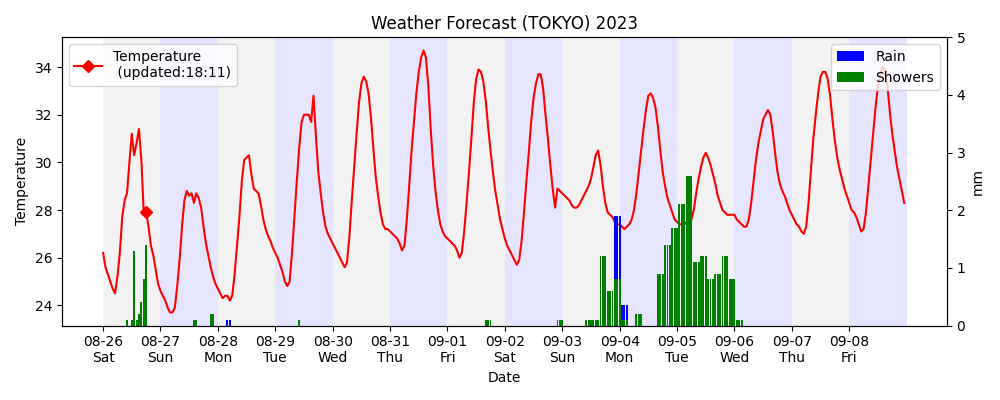 Weather Forecast (TOKYO) 2023
Temperature
(updated:18:11)
Rain
Showers
Temperature
34
32
30
28
26
24
5
4
3
2
1
0
mm
08-26 08-27 08-28 08-29 08-30 08-31 09-01 09-02 09-03 09-04 09-05 09-06 09-07 09-08
Sat Sun Mon Tue Wed Thu Fri Sat Sun Mon Tue Wed Thu Fri
Date